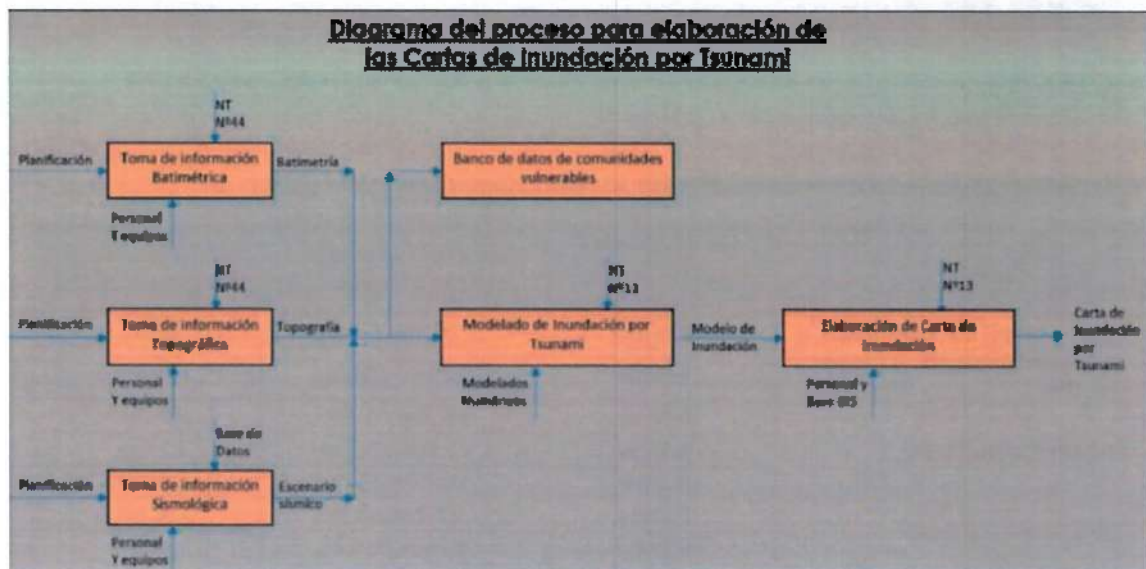 Diagrama del proceso para elaboración de
las Cartas de Inundación por Tsunami
NT
Nº44
Planificación
Toma de información
Batimétrica
Batimetría
Personal
Y equipos
Banco de datos de comunidades
vulnerables
NT
Nº44
Planificación
Toma de información
Topográfica
Topografía
Personal
Y equipos
NT
Nº13
Modelado de Inundación por
Tsunami
Modelados
Numéricos
Modelo de
Inundación
NT
Nº13
Elaboración de Carta de
Inundación
Personal y
Base GIS
Carta de
Inundación
por
Tsunami
Base de
Datos
Planificación
Toma de información
Sismológica
Escenario
sísmico
Personal
Y equipos